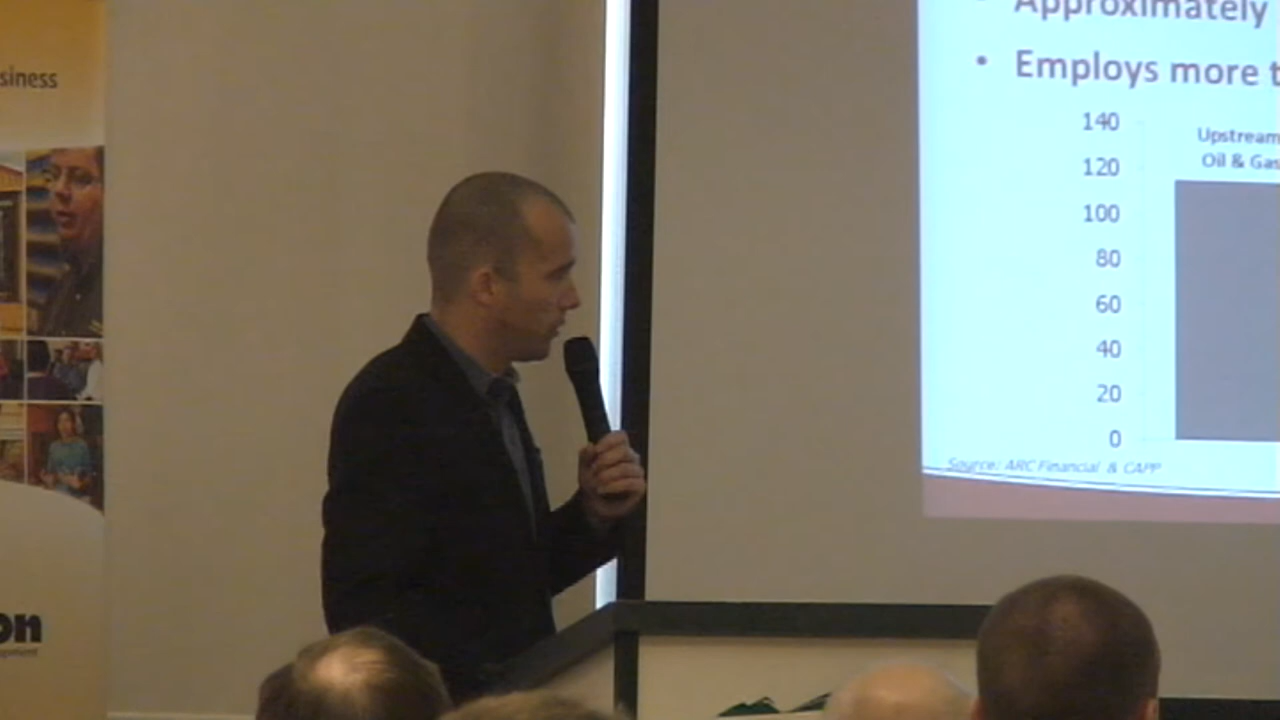 siness
on
Approximately
• Employs more t
140
120
100
80
60
40
20
0
Upstream
Oil & Gas
Source: ARC Financial & CAPP